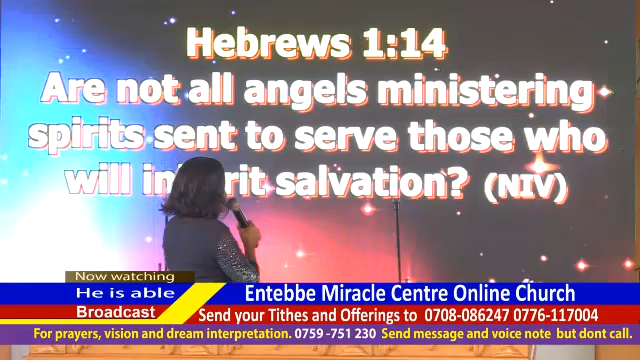 Hebrews 1:14
Are not all angels ministering
spirits sent to serve those who
will inherit salvation? (NIV)
Now watching
He is able
Broadcast
Entebbe Miracle Centre Online Church
Send your Tithes and Offerings to 0708-086247 0776-117004
For prayers, vision and dream interpretation. 0759 -751 230 Send message and voice note but dont call.